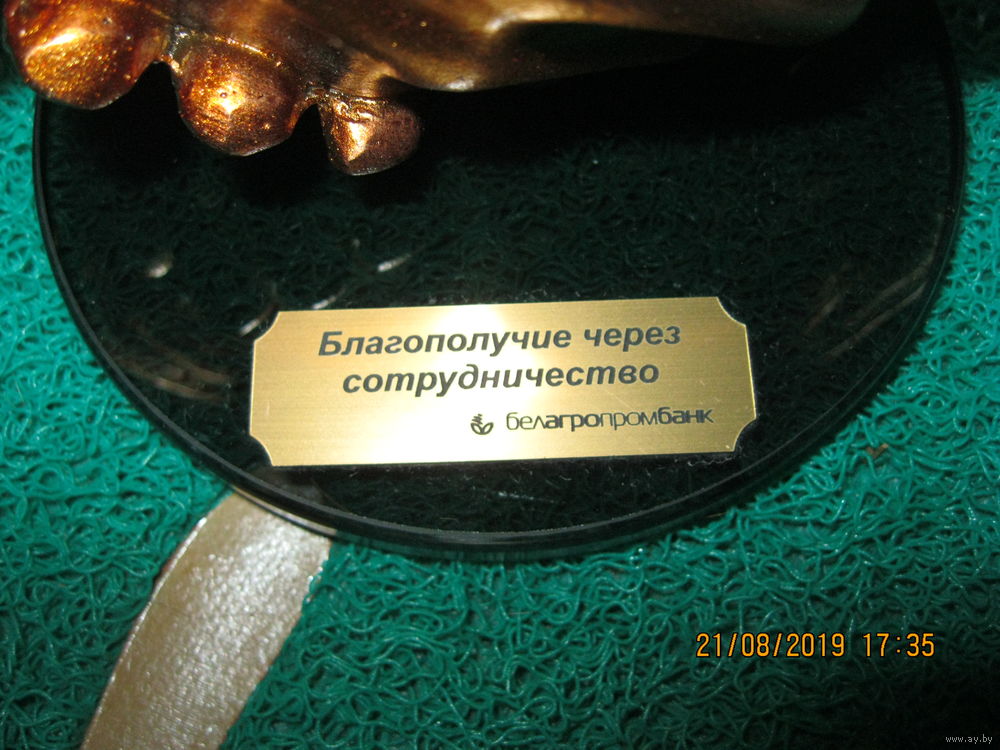 Благополучие через
сотрудничество
белагропромбанк
21/08/2019 17:35
www.ay.by